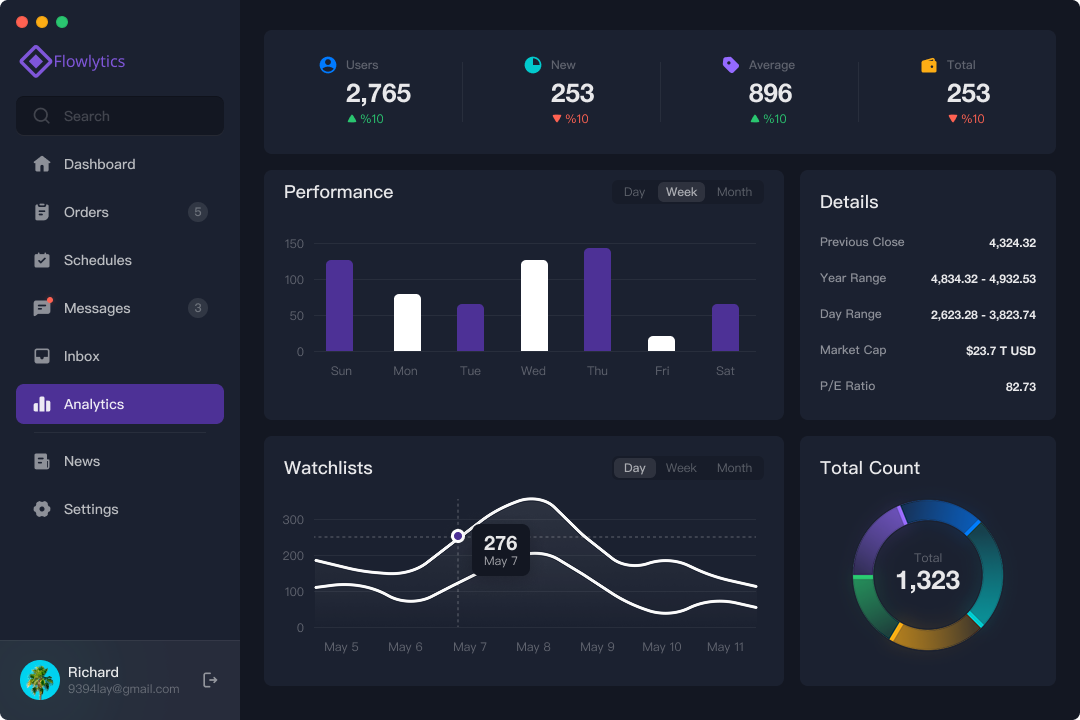 Flowlytics
Search
Dashboard
Orders 5
Schedules
Messages 3
Inbox
Analytics
News
Settings
Richard
9394lay@gmail.com
Users
2,765
%10
New
253
%10
Average
896
%10
Total
253
%10
Performance
Day Week Month
150
100
50
0
Sun Mon Tue Wed Thu Fri Sat
Details
Previous Close 4,324.32
Year Range 4,834.32 - 4,932.53
Day Range 2,623.28 - 3,823.74
Market Cap $23.7 T USD
P/E Ratio 82.73
Watchlists
Day Week Month
300
200
100
0
276
May 7
May 5 May 6 May 7 May 8 May 9 May 10 May 11
Total Count
Total
1,323